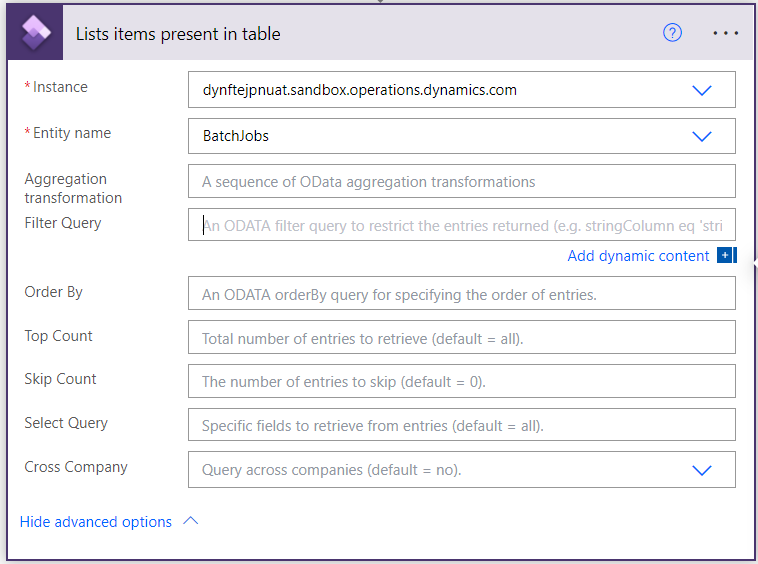 Lists items present in table
* Instance
dynftejpnuat.sandbox.operations.dynamics.com
* Entity name
BatchJobs
Aggregation
transformation
A sequence of OData aggregation transformations
Filter Query
An ODATA filter query to restrict the entries returned (e.g. stringColumn eq 'stri
Add dynamic content
Order By
An ODATA orderBy query for specifying the order of entries.
Top Count
Total number of entries to retrieve (default = all).
Skip Count
The number of entries to skip (default = 0).
Select Query
Specific fields to retrieve from entries (default = all).
Cross Company
Query across companies (default = no).
Hide advanced options